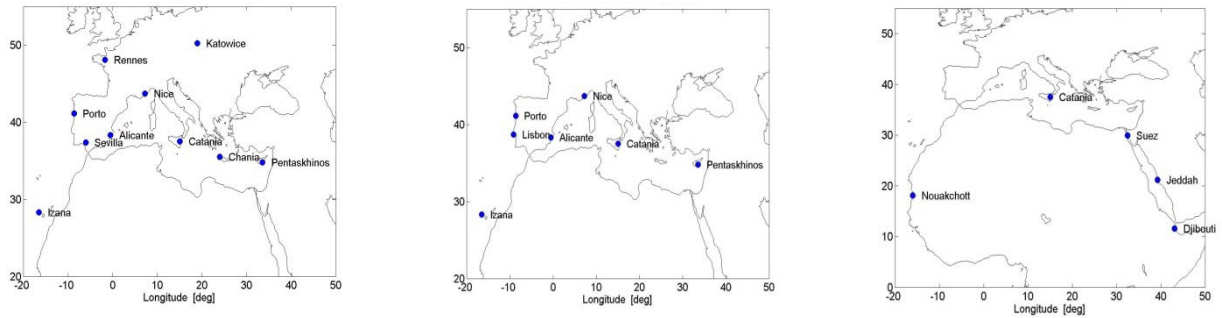 50
Katowice
Rennes
Nice
40
Porto
Alicante
Sevilla
Catania
Chania
Pentaskhinos
30
Izana
20
-20 -10 0 10 20 30 40 50
Longitude [deg]
50
Nice
40
Porto
Lisbon
Alicante
Catania
Pentaskhinos
30
Izana
20
-20 -10 0 10 20 30 40 50
Longitude [deg]
50
40
Catania
30
Suez
20
Jeddah
Nouakchott
10
Djibouti
0
-20 -10 0 10 20 30 40 50
Longitude [deg]